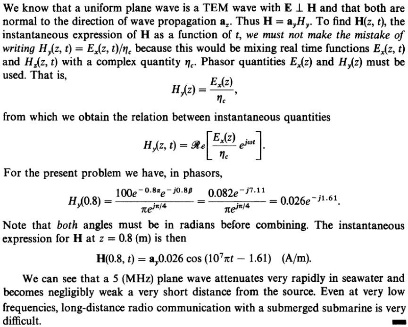 We know that a uniform plane wave is a TEM wave with E ⊥ H and that both are
normal to the direction of wave propagation a_z. Thus H = a_yH_y. To find H(z, t), the
instantaneous expression of H as a function of t, we must not make the mistake of
writing H_y(z, t) = E_x(z, t)/η_c because this would be mixing real time functions E_x(z, t)
and H_z(z, t) with a complex quantity η_c. Phasor quantities E_x(z) and H_y(z) must be
used. That is,
H_y(z) = E_x(z)/η_c,
from which we obtain the relation between instantaneous quantities
H_y(z, t) = ℛe[E_x(z)/η_c e^{jωt}].
For the present problem we have, in phasors,
H_y(0.8) = 100e^{-0.8α}e^{-j0.8β}/πe^{jπ/4} = 0.082e^{-j7.11}/πe^{jπ/4} = 0.026e^{-j1.61}.
Note that both angles must be in radians before combining. The instantaneous
expression for H at z = 0.8 (m) is then
H(0.8, t) = a_y0.026 cos (10^7πt − 1.61) (A/m).
We can see that a 5 (MHz) plane wave attenuates very rapidly in seawater and
becomes negligibly weak a very short distance from the source. Even at very low
frequencies, long-distance radio communication with a submerged submarine is very
difficult.